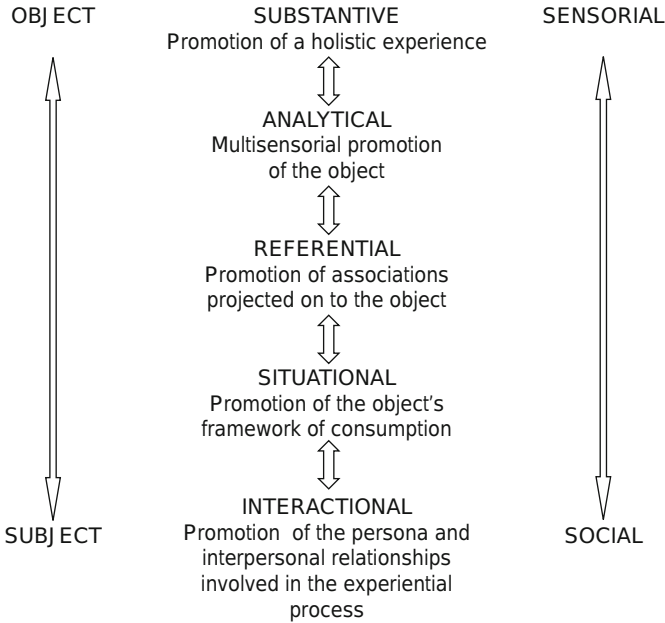 OBJECT
SUBSTANTIVE
SENSORIAL
Promotion of a holistic experience
ANALYTICAL
Multisensorial promotion
of the object
REFERENTIAL
Promotion of associations
projected on to the object
SITUATIONAL
Promotion of the object's
framework of consumption
INTERACTIONAL
SUBJECT
Promotion of the persona and
SOCIAL
interpersonal relationships
involved in the experiential
process